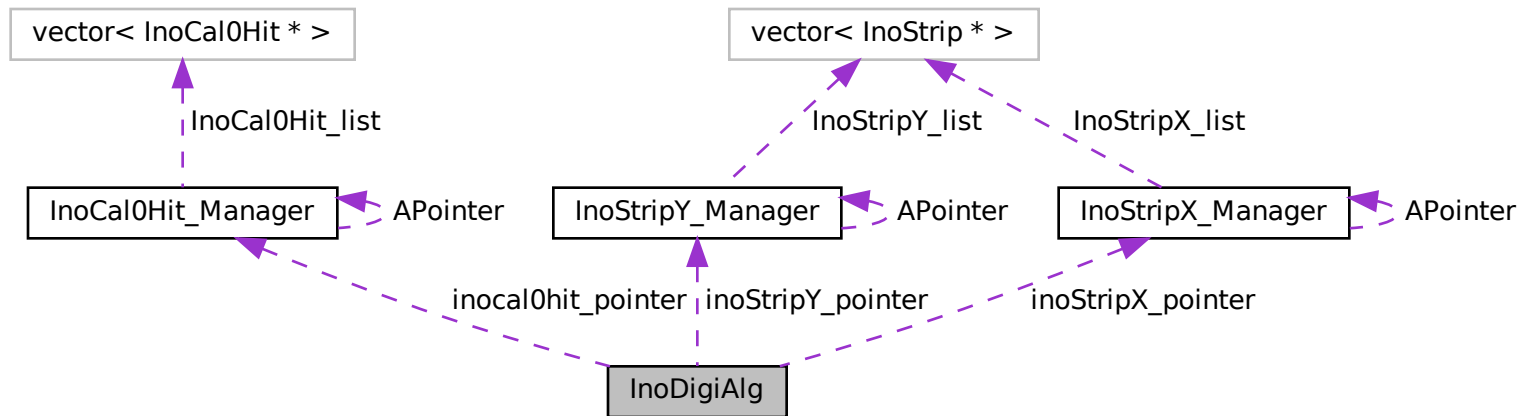 vector< InoCal0Hit * >
vector< InoStrip * >
InoCal0Hit_list
InoStripY_list
InoStripX_list
InoCal0Hit_Manager
APointer
InoStripY_Manager
APointer
InoStripX_Manager
APointer
inocal0hit_pointer
inoStripY_pointer
inoStripX_pointer
InoDigiAlg